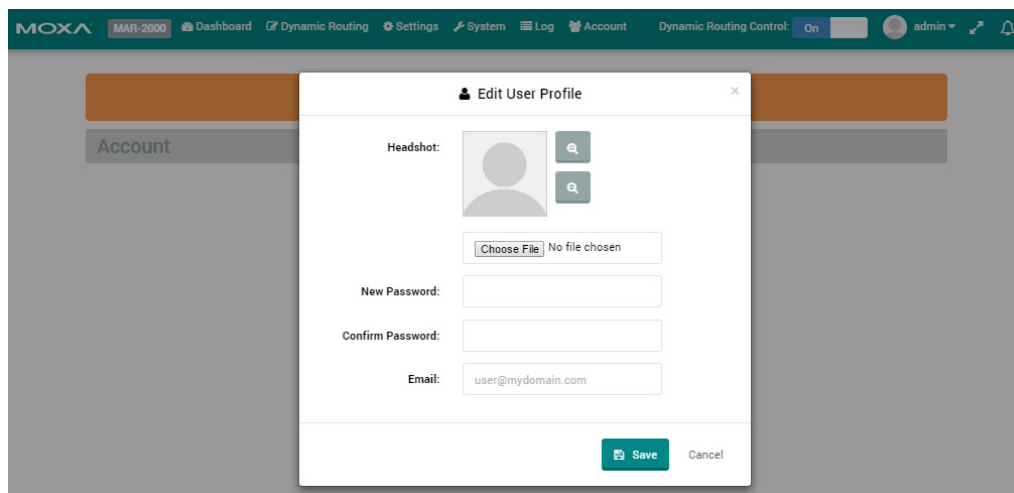 MOXA MAR-2000 Dashboard Dynamic Routing Settings System Log Account Dynamic Routing Control: On admin
Edit User Profile ×
Account
Headshot:
Choose File No file chosen
New Password:
Confirm Password:
Email: user@mydomain.com
Save Cancel